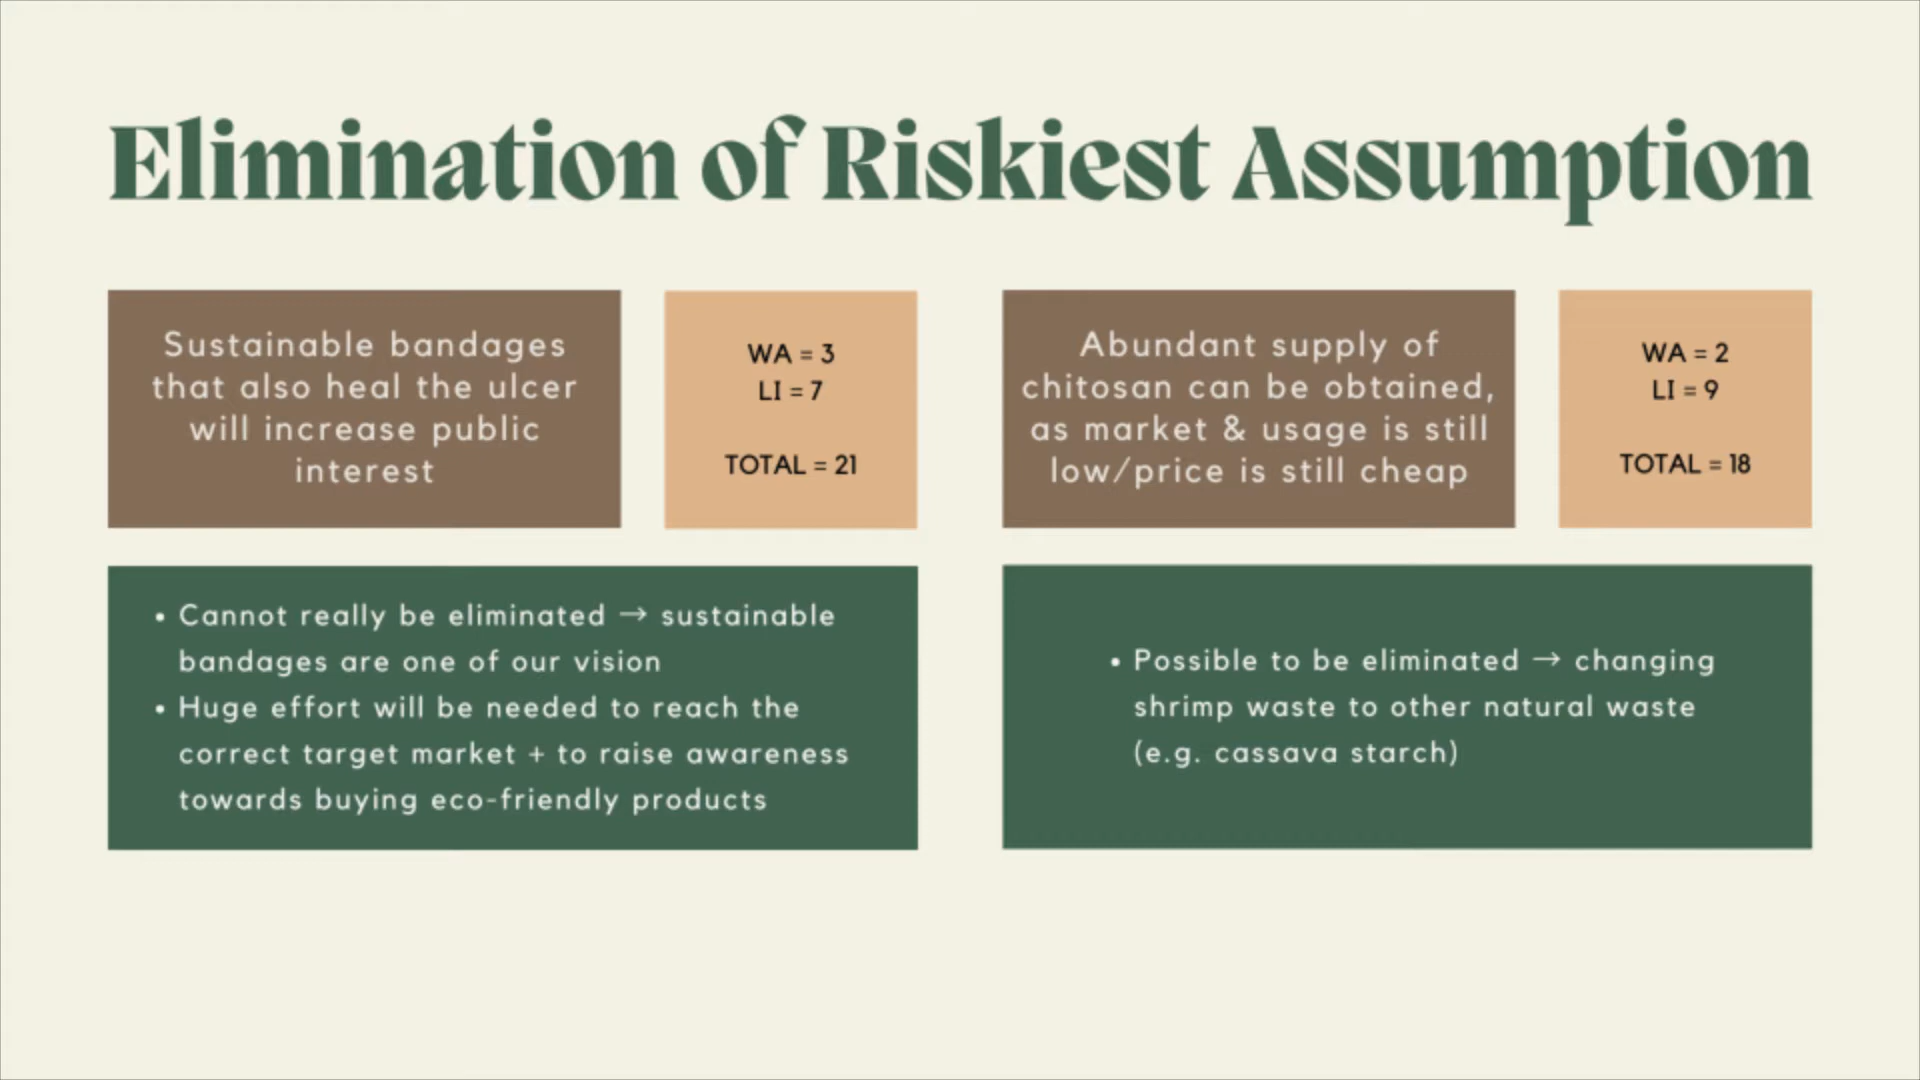 Elimination of Riskiest Assumption
Sustainable bandages
that also heal the ulcer
will increase public
interest
WA = 3
LI = 7
TOTAL = 21
Abundant supply of
chitosan can be obtained,
as market & usage is still
low/price is still cheap
WA = 2
LI = 9
TOTAL = 18
• Cannot really be eliminated → sustainable
bandages are one of our vision
• Huge effort will be needed to reach the
correct target market + to raise awareness
towards buying eco-friendly products
• Possible to be eliminated → changing
shrimp waste to other natural waste
(e.g. cassava starch)